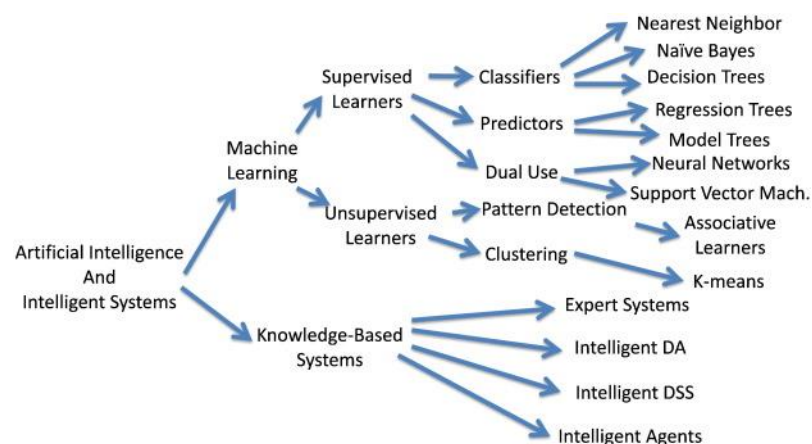 Nearest Neighbor
Naïve Bayes
Supervised
Learners
Classifiers
Decision Trees
Regression Trees
Predictors
Model Trees
Machine
Learning
Neural Networks
Dual Use
Support Vector Mach.
Unsupervised
Learners
Pattern Detection
Associative
Learners
Artificial Intelligence
And
Intelligent Systems
Clustering
K-means
Expert Systems
Knowledge-Based
Systems
Intelligent DA
Intelligent DSS
Intelligent Agents